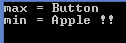 max = Button
min = Apple !!